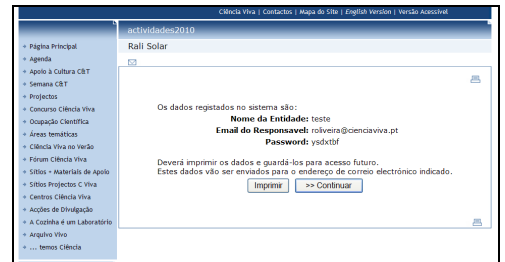 Ciência Viva | Contactos | Mapa do Site | English Version | Versão Acessível
actividades2010
Rali Solar
Página Principal
Agenda
Apoio à Cultura C&T
Semana C&T
Projectos
Concurso Ciência Viva
Ocupação Científica
Áreas temáticas
Ciência Viva no Verão
Fórum Ciência Viva
Sítios + Materiais de Apoio
Sítios Projectos C Viva
Centros Ciência Viva
Acções de Divulgação
A Cozinha é um Laboratório
Arquivo Vivo
... temos Ciência
Os dados registados no sistema são:
Nome da Entidade: teste
Email do Responsavel: roliveira@cienciaviva.pt
Password: ysdxtbf
Deverá imprimir os dados e guardá-los para acesso futuro.
Estes dados vão ser enviados para o endereço de correio electrónico indicado.
Imprimir >> Continuar